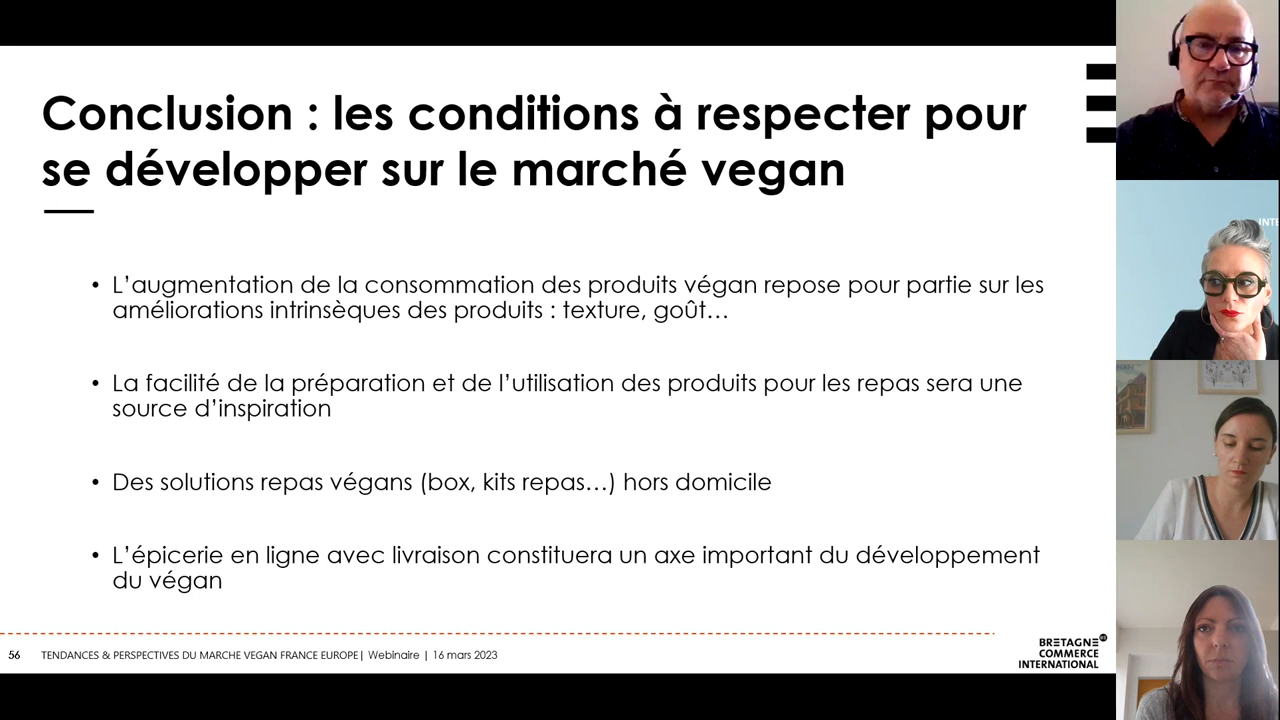 Conclusion : les conditions à respecter pour
se développer sur le marché vegan
• L’augmentation de la consommation des produits végan repose pour partie sur les
améliorations intrinsèques des produits : texture, goût…
• La facilité de la préparation et de l’utilisation des produits pour les repas sera une
source d’inspiration
• Des solutions repas végans (box, kits repas…) hors domicile
• L’épicerie en ligne avec livraison constituera un axe important du développement
du végan
56 TENDANCES & PERSPECTIVES DU MARCHE VEGAN FRANCE EUROPE| Webinaire | 16 mars 2023
BRETAGNE
COMMERCE
INTERNATIONAL
INTE